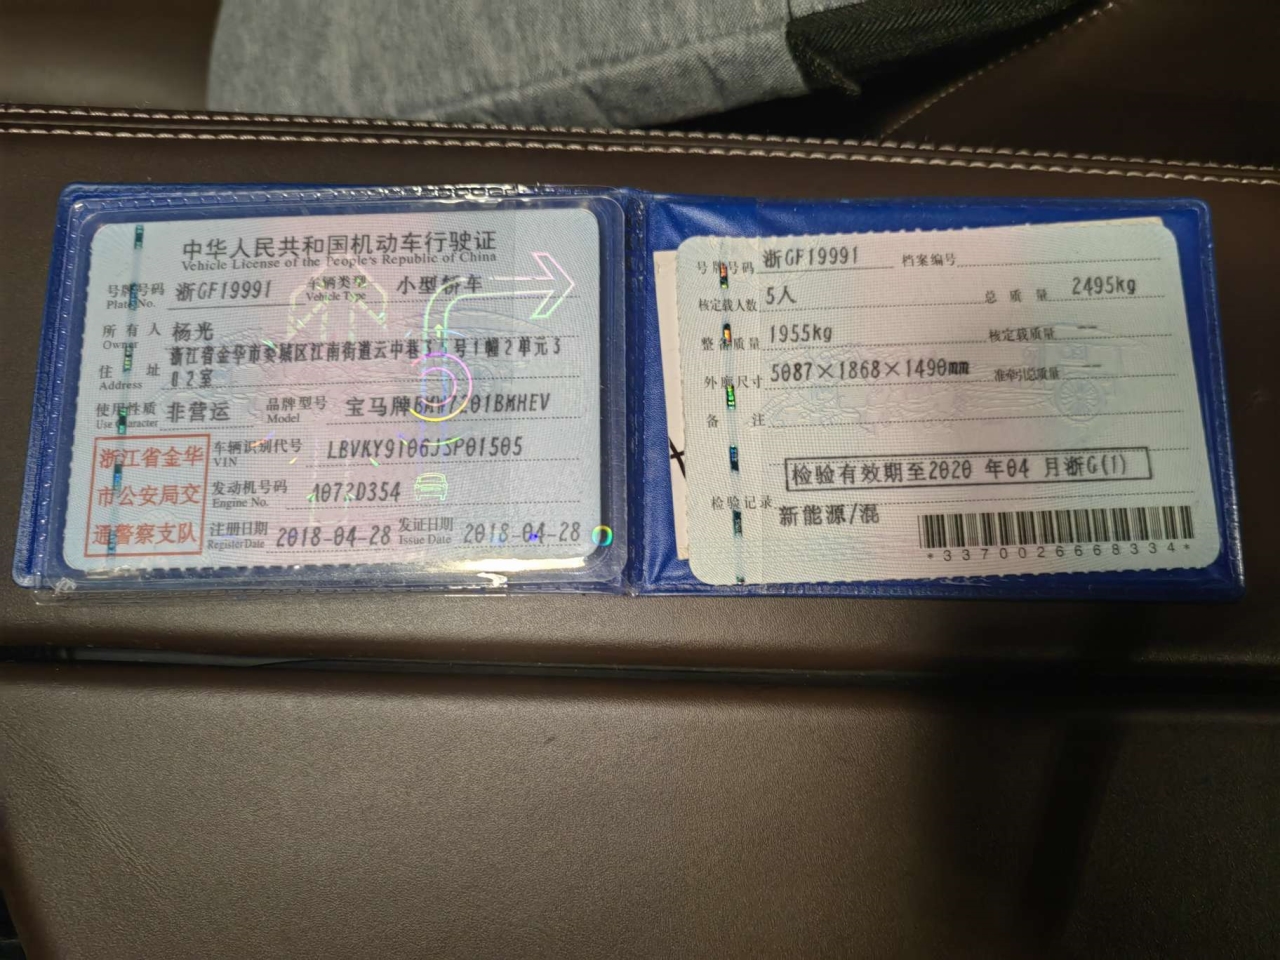 中华人民共和国机动车行驶证
Vehicle License of the People's Republic of China
号牌号码 浙GF19991 车辆类型 小型轿车
Plate No. Vehicle Type
所有人 杨光
Owner
住址 浙江省金华市婺城区江南街道云中巷 号1幢2单元3
02室
Address
使用性质 非营运 品牌型号 宝马牌
Use Character Model
浙江省金华
市公安局交
通警察支队
车辆识别代号 LBVKY9106JSP01505
VIN
发动机号码 A073D354
Engine No.
注册日期 2018-04-28 发证日期 2018-04-28
Register Date Issue Date
号牌号码 浙GF19991 档案编号
核定载人数 5人 总质量 2495kg
整备质量 1955kg 核定载质量 --
外廓尺寸 5087×1868×1490mm 准牵引总质量 --
备注
检验有效期至2020 年04 月浙G(1)
检验记录
新能源/混
*3370026668334*